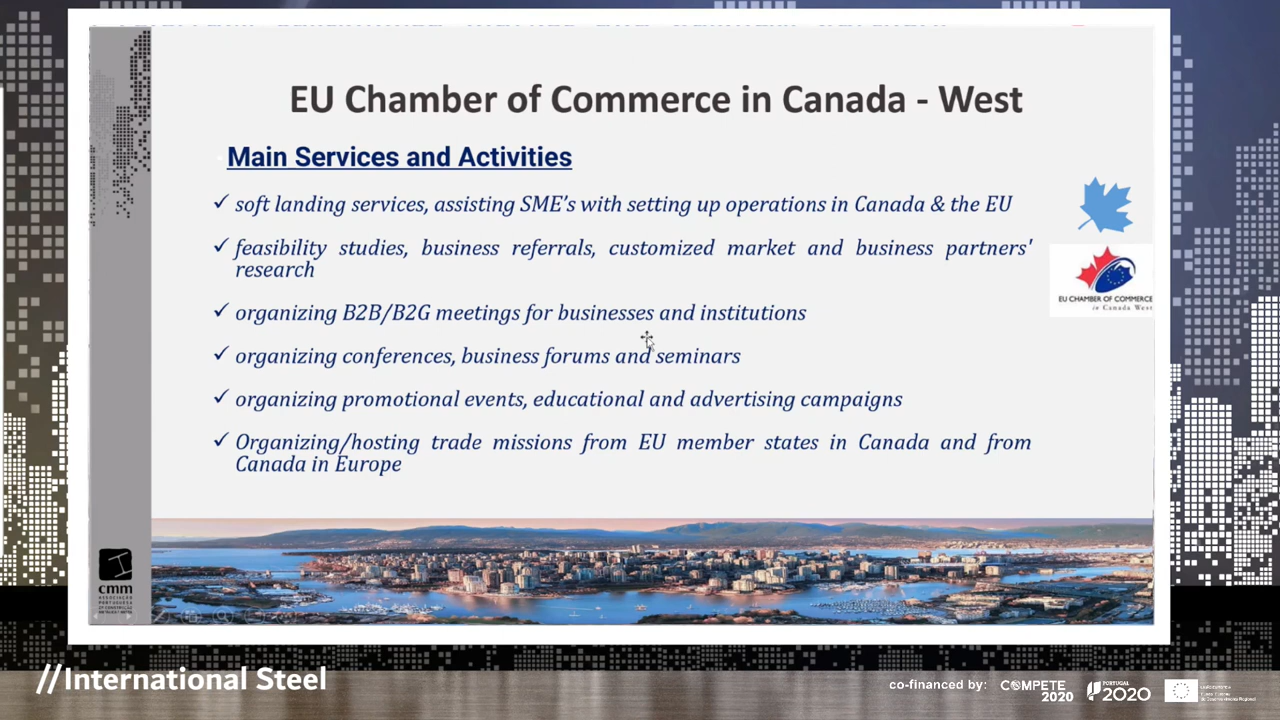 EU Chamber of Commerce in Canada - West
Main Services and Activities
✓ soft landing services, assisting SME's with setting up operations in Canada & the EU
✓ feasibility studies, business referrals, customized market and business partners'
research
✓ organizing B2B/B2G meetings for businesses and institutions
✓ organizing conferences, business forums and seminars
✓ organizing promotional events, educational and advertising campaigns
✓ Organizing/hosting trade missions from EU member states in Canada and from
Canada in Europe
EU CHAMBER OF COMMERCE
in Canada West
cmm
//International Steel
co-financed by:
COMPETE
2020
PORTUGAL
2020